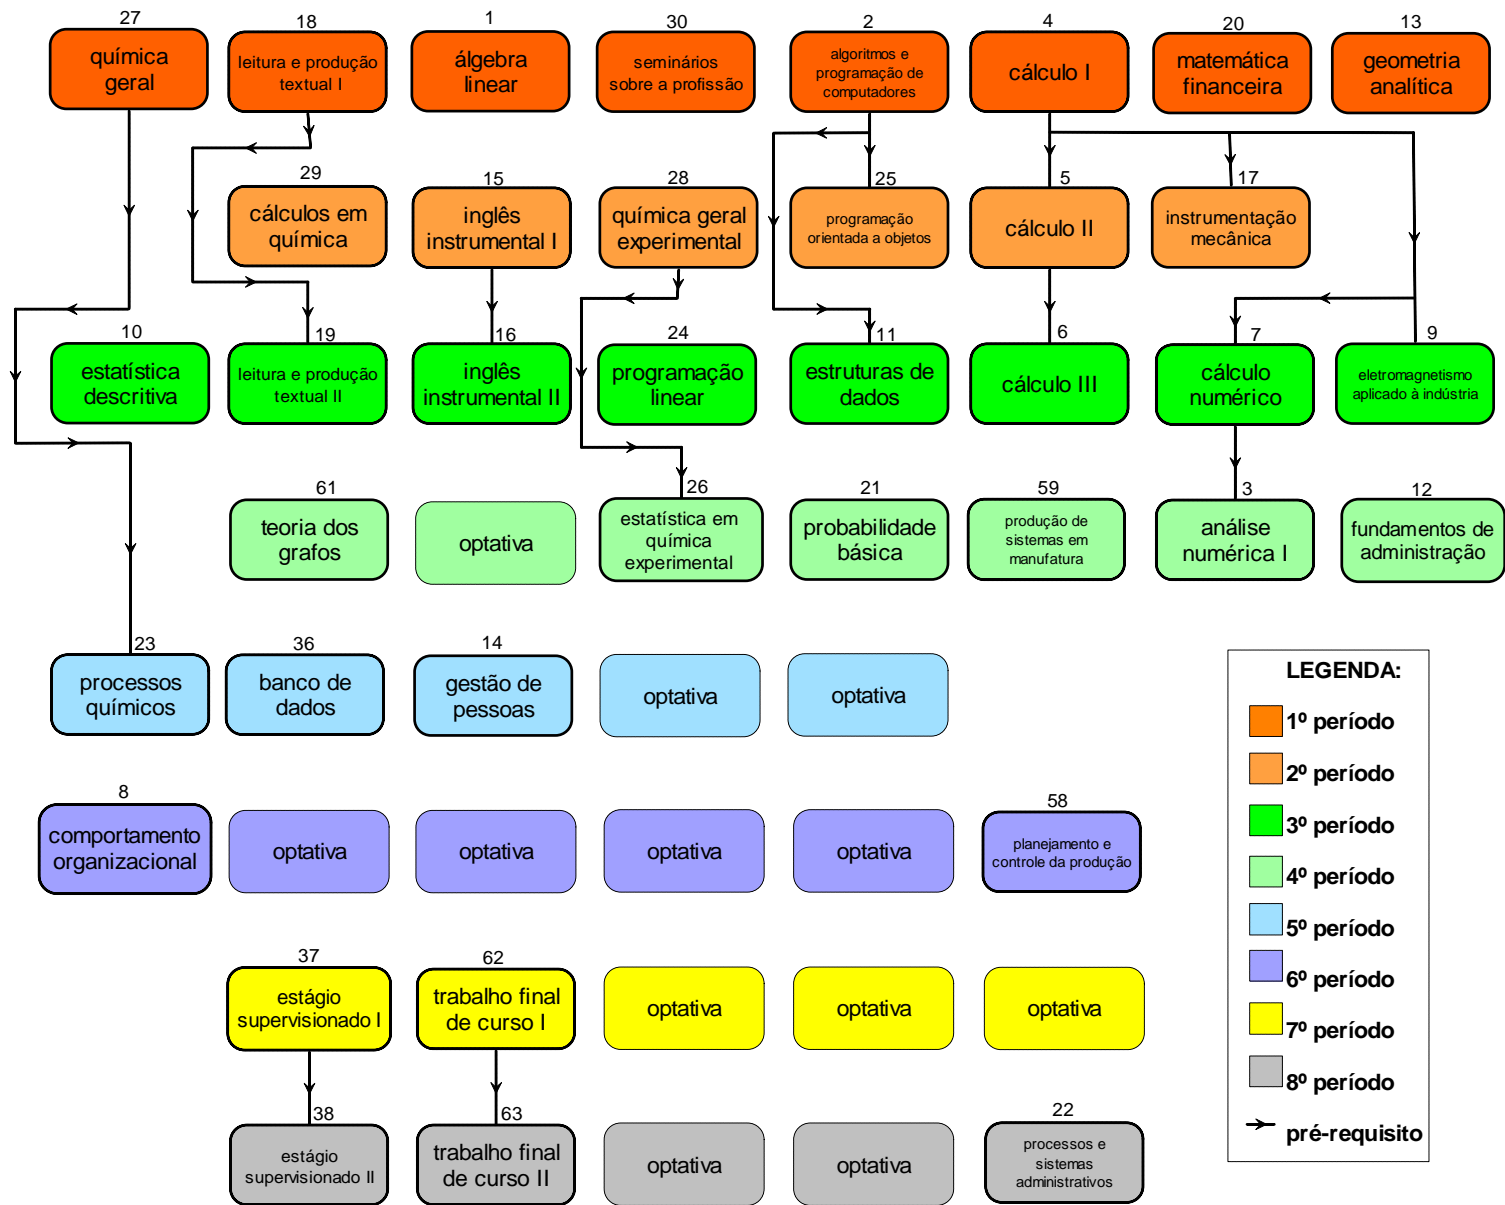 27
18
1
30
2
4
20
13
química
geral
leitura e produção
textual I
álgebra
linear
seminários
sobre a profissão
algoritmos e
programação de
computadores
cálculo I
matemática
financeira
geometria
analítica
29
15
28
25
5
17
cálculos em
química
inglês
instrumental I
química geral
experimental
programação
orientada a objetos
cálculo II
instrumentação
mecânica
10
19
16
24
11
6
7
9
estatística
descritiva
leitura e produção
textual II
inglês
instrumental II
programação
linear
estruturas de
dados
cálculo III
cálculo
numérico
eletromagnetismo
aplicado à indústria
61
26
21
59
3
12
teoria dos
grafos
optativa
estatística em
química
experimental
probabilidade
básica
produção de
sistemas em
manufatura
análise
numérica I
fundamentos de
administração
23
36
14
processos
químicos
banco de
dados
gestão de
pessoas
optativa
optativa
8
58
comportamento
organizacional
optativa
optativa
optativa
optativa
planejamento e
controle da produção
37
62
estágio
supervisionado I
trabalho final
de curso I
optativa
optativa
optativa
38
63
22
estágio
supervisionado II
trabalho final
de curso II
optativa
optativa
processos e
sistemas
administrativos
LEGENDA:
1º período
2º período
3º período
4º período
5º período
6º período
7º período
8º período
pré-requisito